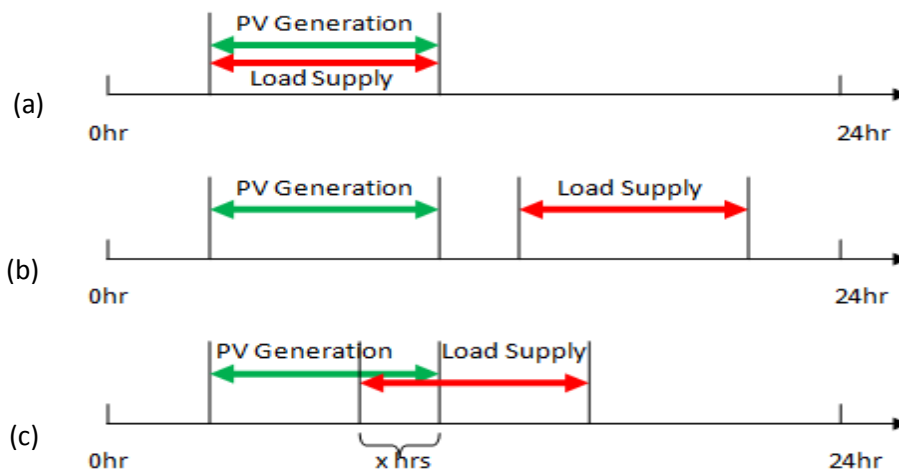 PV Generation
Load Supply
(a)
0hr 24hr
PV Generation Load Supply
(b)
0hr 24hr
PV Generation Load Supply
(c)
0hr x hrs 24hr